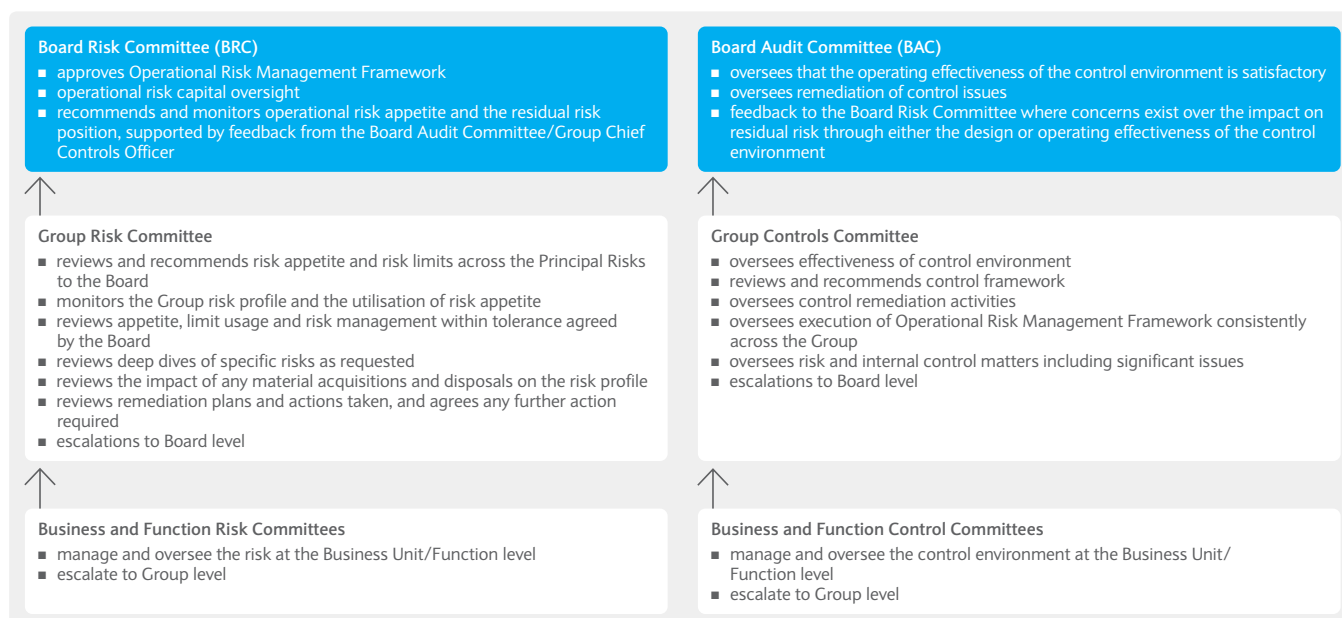 Board Risk Committee (BRC)
■ approves Operational Risk Management Framework
■ operational risk capital oversight
■ recommends and monitors operational risk appetite and the residual risk
position, supported by feedback from the Board Audit Committee/Group Chief
Controls Officer
Board Audit Committee (BAC)
■ oversees that the operating effectiveness of the control environment is satisfactory
■ oversees remediation of control issues
■ feedback to the Board Risk Committee where concerns exist over the impact on
residual risk through either the design or operating effectiveness of the control
environment
Group Risk Committee
■ reviews and recommends risk appetite and risk limits across the Principal Risks
to the Board
■ monitors the Group risk profile and the utilisation of risk appetite
■ reviews appetite, limit usage and risk management within tolerance agreed
by the Board
■ reviews deep dives of specific risks as requested
■ reviews the impact of any material acquisitions and disposals on the risk profile
■ reviews remediation plans and actions taken, and agrees any further action
required
■ escalations to Board level
Group Controls Committee
■ oversees effectiveness of control environment
■ reviews and recommends control framework
■ oversees control remediation activities
■ oversees execution of Operational Risk Management Framework consistently
across the Group
■ oversees risk and internal control matters including significant issues
■ escalations to Board level
Business and Function Risk Committees
■ manage and oversee the risk at the Business Unit/Function level
■ escalate to Group level
Business and Function Control Committees
■ manage and oversee the control environment at the Business Unit/
Function level
■ escalate to Group level